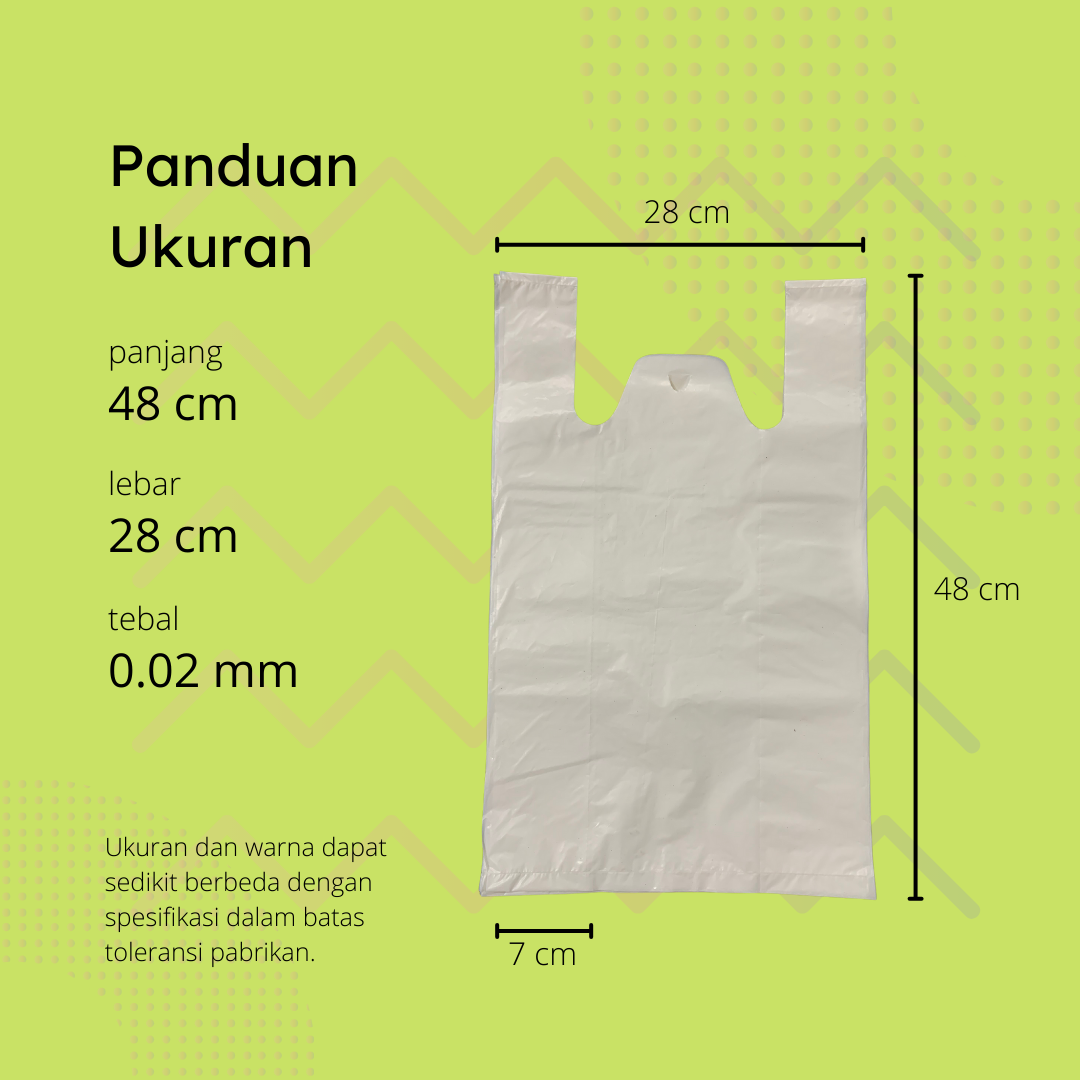 Panduan
Ukuran
panjang
48 cm
lebar
28 cm
tebal
0.02 mm
Ukuran dan warna dapat
sedikit berbeda dengan
spesifikasi dalam batas
toleransi pabrikan.
28 cm
48 cm
7 cm